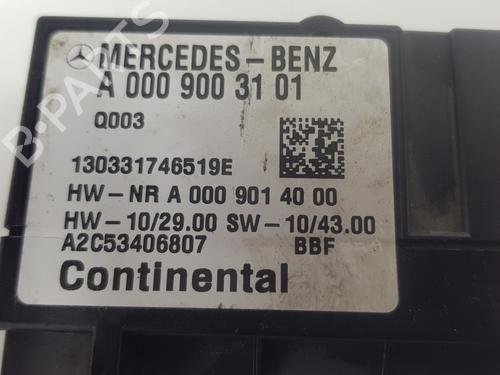 MERCEDES-BENZ
A 000 900 31 01
Q003
130331746519E
HW-NR A 000 901 40 00
HW-10/29.00 SW-10/43.00
A2C53406807 BBF
Continental
B-PARTS